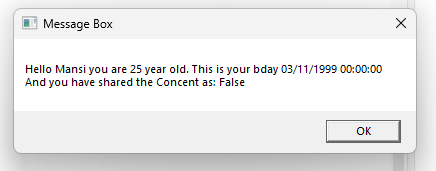 Message Box
Hello Mansi you are 25 year old. This is your bday 03/11/1999 00:00:00
And you have shared the Concent as: False
OK